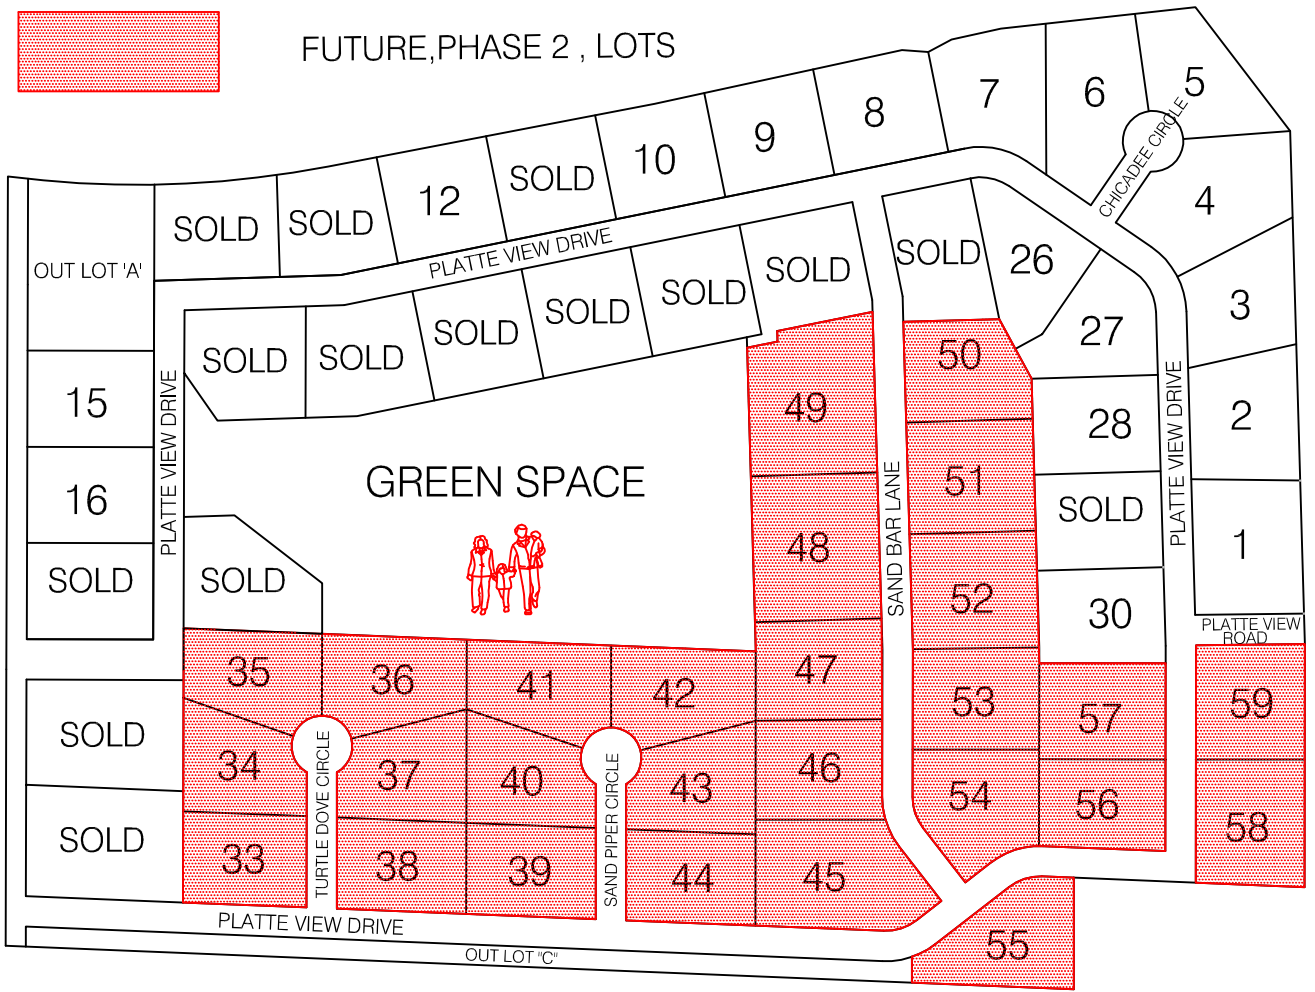 FUTURE,PHASE 2 , LOTS
5
6
7
8
9
10
SOLD
12
SOLD
SOLD
OUT LOT 'A'
CHICADEE CIRCLE
4
3
2
1
PLATTE VIEW DRIVE
SOLD
SOLD
SOLD
SOLD
SOLD
SOLD
SOLD
26
27
28
SOLD
30
15
16
SOLD
PLATTE VIEW DRIVE
SOLD
GREEN SPACE
49
48
47
46
45
SAND BAR LANE
50
51
52
53
54
PLATTE VIEW DRIVE
PLATTE VIEW
ROAD
59
58
57
56
55
SOLD
SOLD
35
34
33
TURTLE DOVE CIRCLE
36
37
38
41
40
39
SAND PIPER CIRCLE
42
43
44
PLATTE VIEW DRIVE
OUT LOT "C"